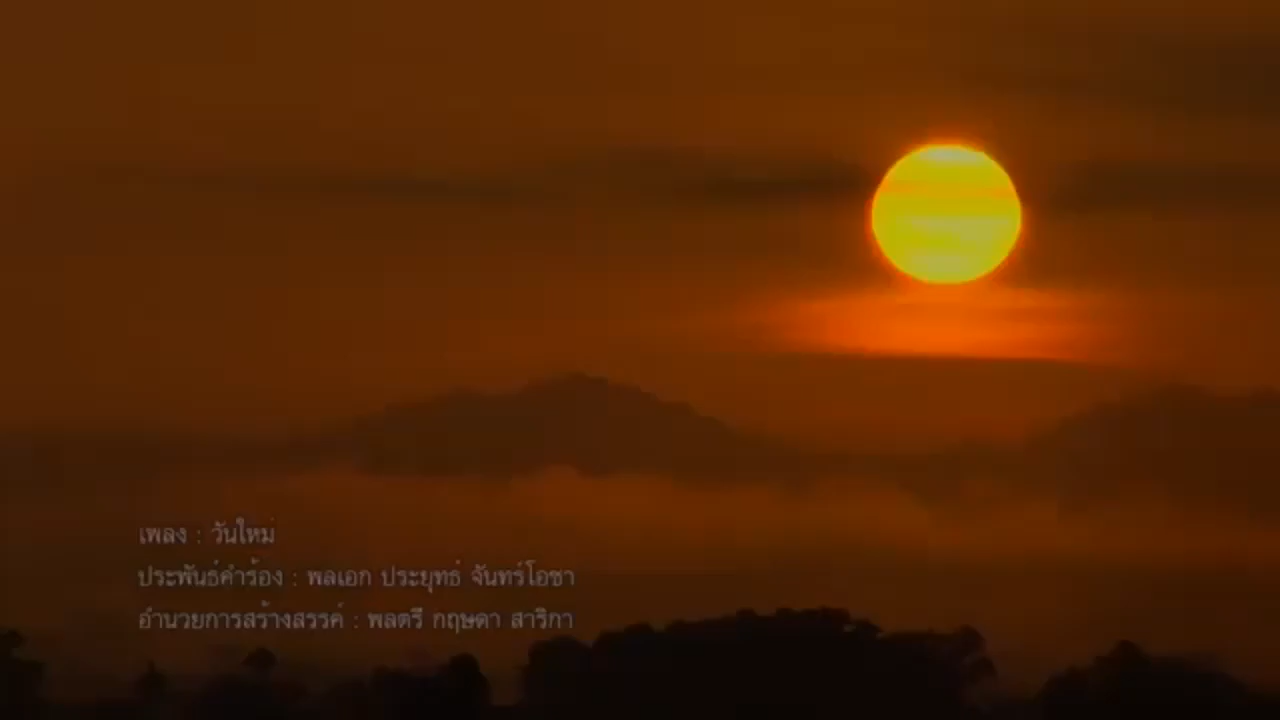 เพลง : วันใหม่
ประพันธ์คำร้อง : พลเอก ประยุทธ์ จันทร์โอชา
อำนวยการสร้างสรรค์ : พลตรี กฤษดา สาริกา